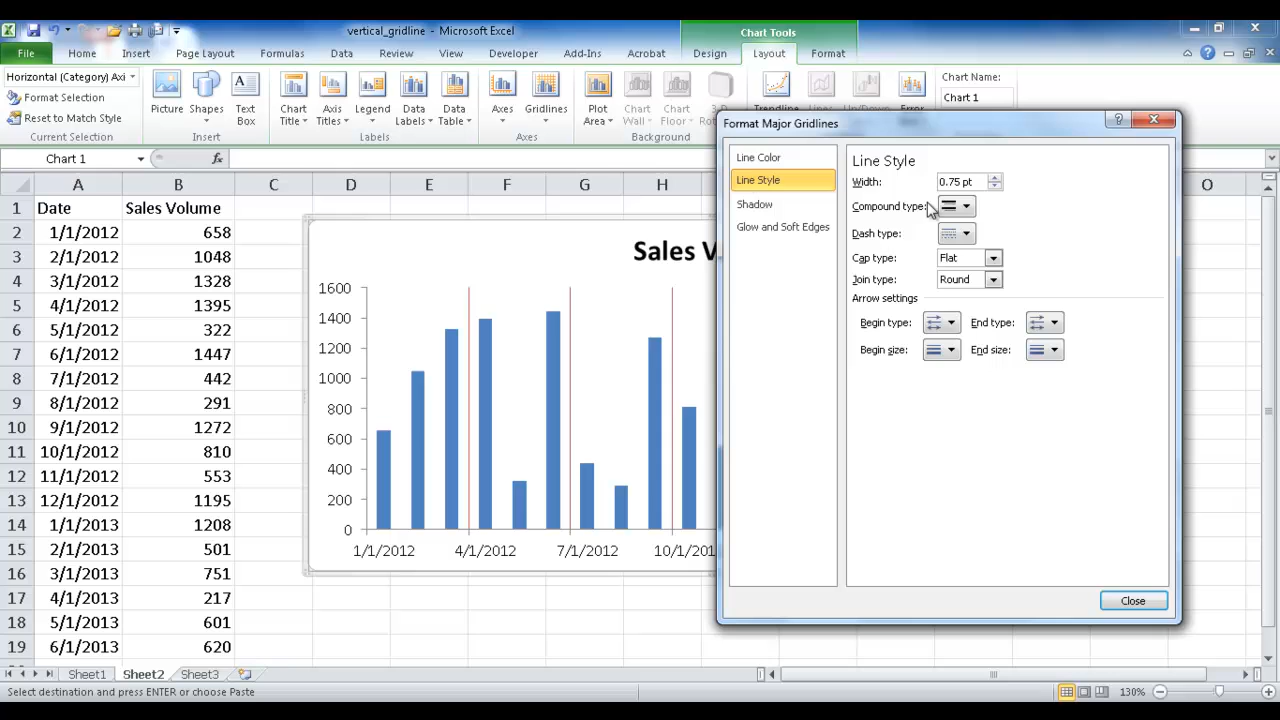 vertical_gridline - Microsoft Excel
Chart Tools
File Home Insert Page Layout Formulas Data Review View Developer Add-Ins Acrobat Design Layout Format
Horizontal (Category) Axi
Format Selection
Reset to Match Style
Current Selection
Picture Shapes Text Box
Insert
Chart Title Axis Titles Legend Data Labels Data Table
Labels
Axes Gridlines
Axes
Plot Area Chart Wall Chart Floor
Background
Trendline
Chart Name:
Chart 1
Chart 1 fx
A B C D E F G H O
1 Date Sales Volume
2 1/1/2012 658
3 2/1/2012 1048
4 3/1/2012 1328
5 4/1/2012 1395
6 5/1/2012 322
7 6/1/2012 1447
8 7/1/2012 442
9 8/1/2012 291
10 9/1/2012 1272
11 10/1/2012 810
12 11/1/2012 553
13 12/1/2012 1195
14 1/1/2013 1208
15 2/1/2013 501
16 3/1/2013 751
17 4/1/2013 217
18 5/1/2013 601
19 6/1/2013 620
Sales V
1600
1400
1200
1000
800
600
400
200
0
1/1/2012 4/1/2012 7/1/2012 10/1/201
Format Major Gridlines
Line Color
Line Style
Shadow
Glow and Soft Edges
Line Style
Width: 0.75 pt
Compound type:
Dash type:
Cap type: Flat
Join type: Round
Arrow settings
Begin type: End type:
Begin size: End size:
Close
Sheet1 Sheet2 Sheet3
Select destination and press ENTER or choose Paste
130%